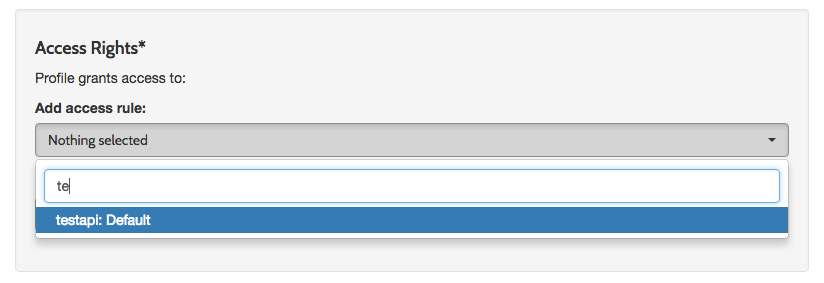 Access Rights*
Profile grants access to:
Add access rule:
Nothing selected
te
testapi: Default